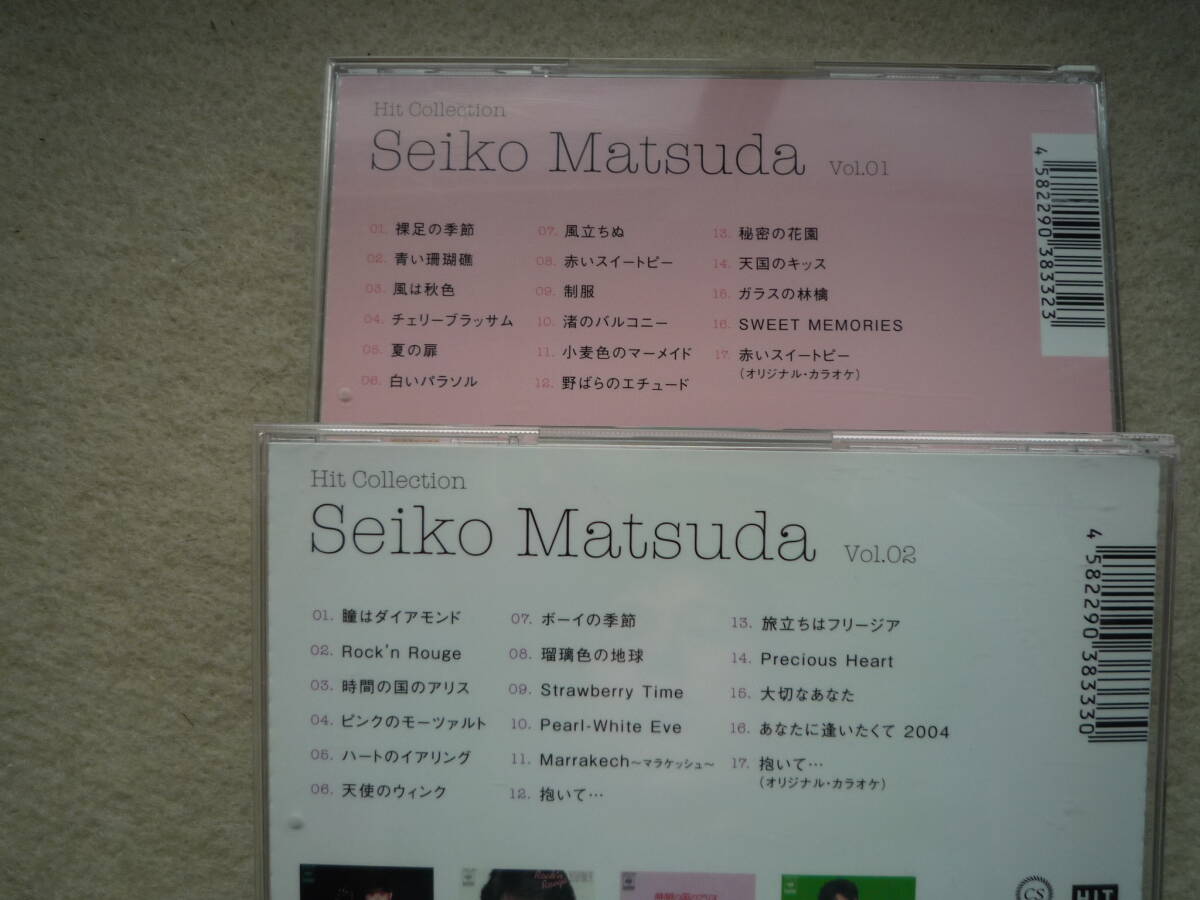 Hit Collection
Seiko Matsuda Vol.01
01. 裸足の季節
02. 青い珊瑚礁
03. 風は秋色
04. チェリーブラッサム
05. 夏の扉
06. 白いパラソル
07. 風立ちぬ
08. 赤いスイートピー
09. 制服
10. 渚のバルコニー
11. 小麦色のマーメイド
12. 野ばらのエチュード
13. 秘密の花園
14. 天国のキッス
15. ガラスの林檎
16. SWEET MEMORIES
17. 赤いスイートピー
(オリジナル・カラオケ)
4 582290 383323
Hit Collection
Seiko Matsuda Vol.02
01. 瞳はダイアモンド
02. Rock'n Rouge
03. 時間の国のアリス
04. ピンクのモーツァルト
05. ハートのイアリング
06. 天使のウィンク
07. ボーイの季節
08. 瑠璃色の地球
09. Strawberry Time
10. Pearl-White Eve
11. Marrakech〜マラケッシュ〜
12. 抱いて…
13. 旅立ちはフリージア
14. Precious Heart
15. 大切なあなた
16. あなたに逢いたくて 2004
17. 抱いて…
(オリジナル・カラオケ)
4 582290 383330
Rock'n
Rouge
CS
HIT